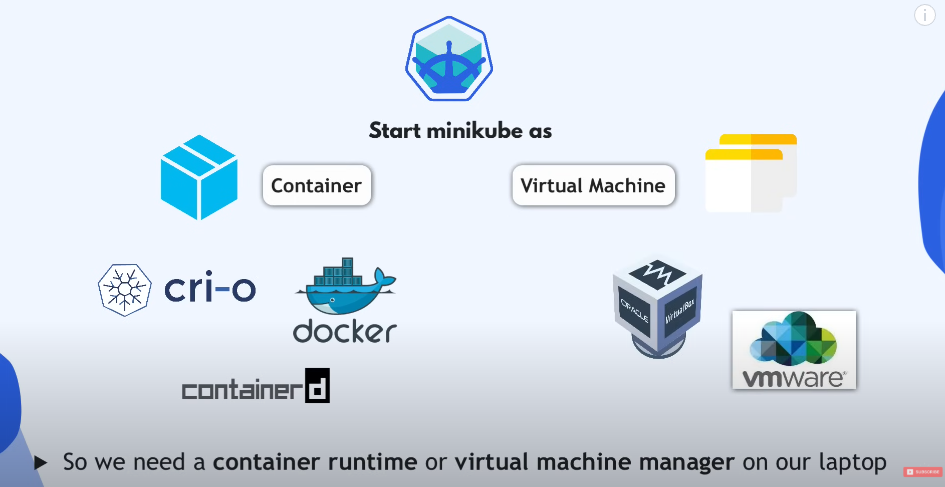 Start minikube as
Container
Virtual Machine
cri-o
docker
ORACLE
VirtualBox
vmware®
containerd
So we need a container runtime or virtual machine manager on our laptop
SUBSCRIBE